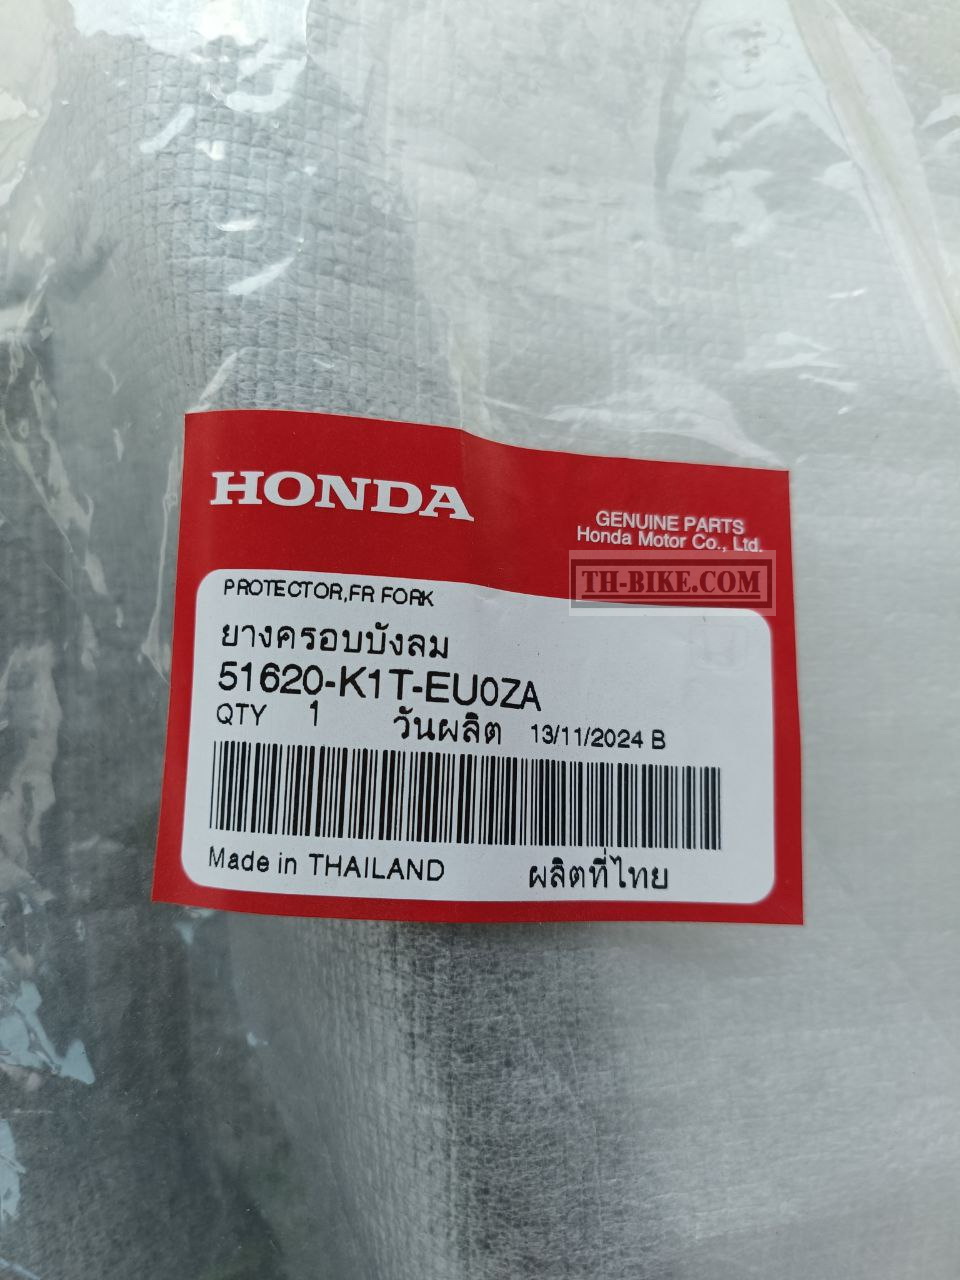 HONDA
GENUINE PARTS
Honda Motor Co., Ltd.
TH-BIKE.COM
PROTECTOR,FR FORK
ยางครอบบังลม
51620-K1T-EU0ZA
QTY 1 วันผลิต 13/11/2024 B
Made in THAILAND ผลิตที่ไทย